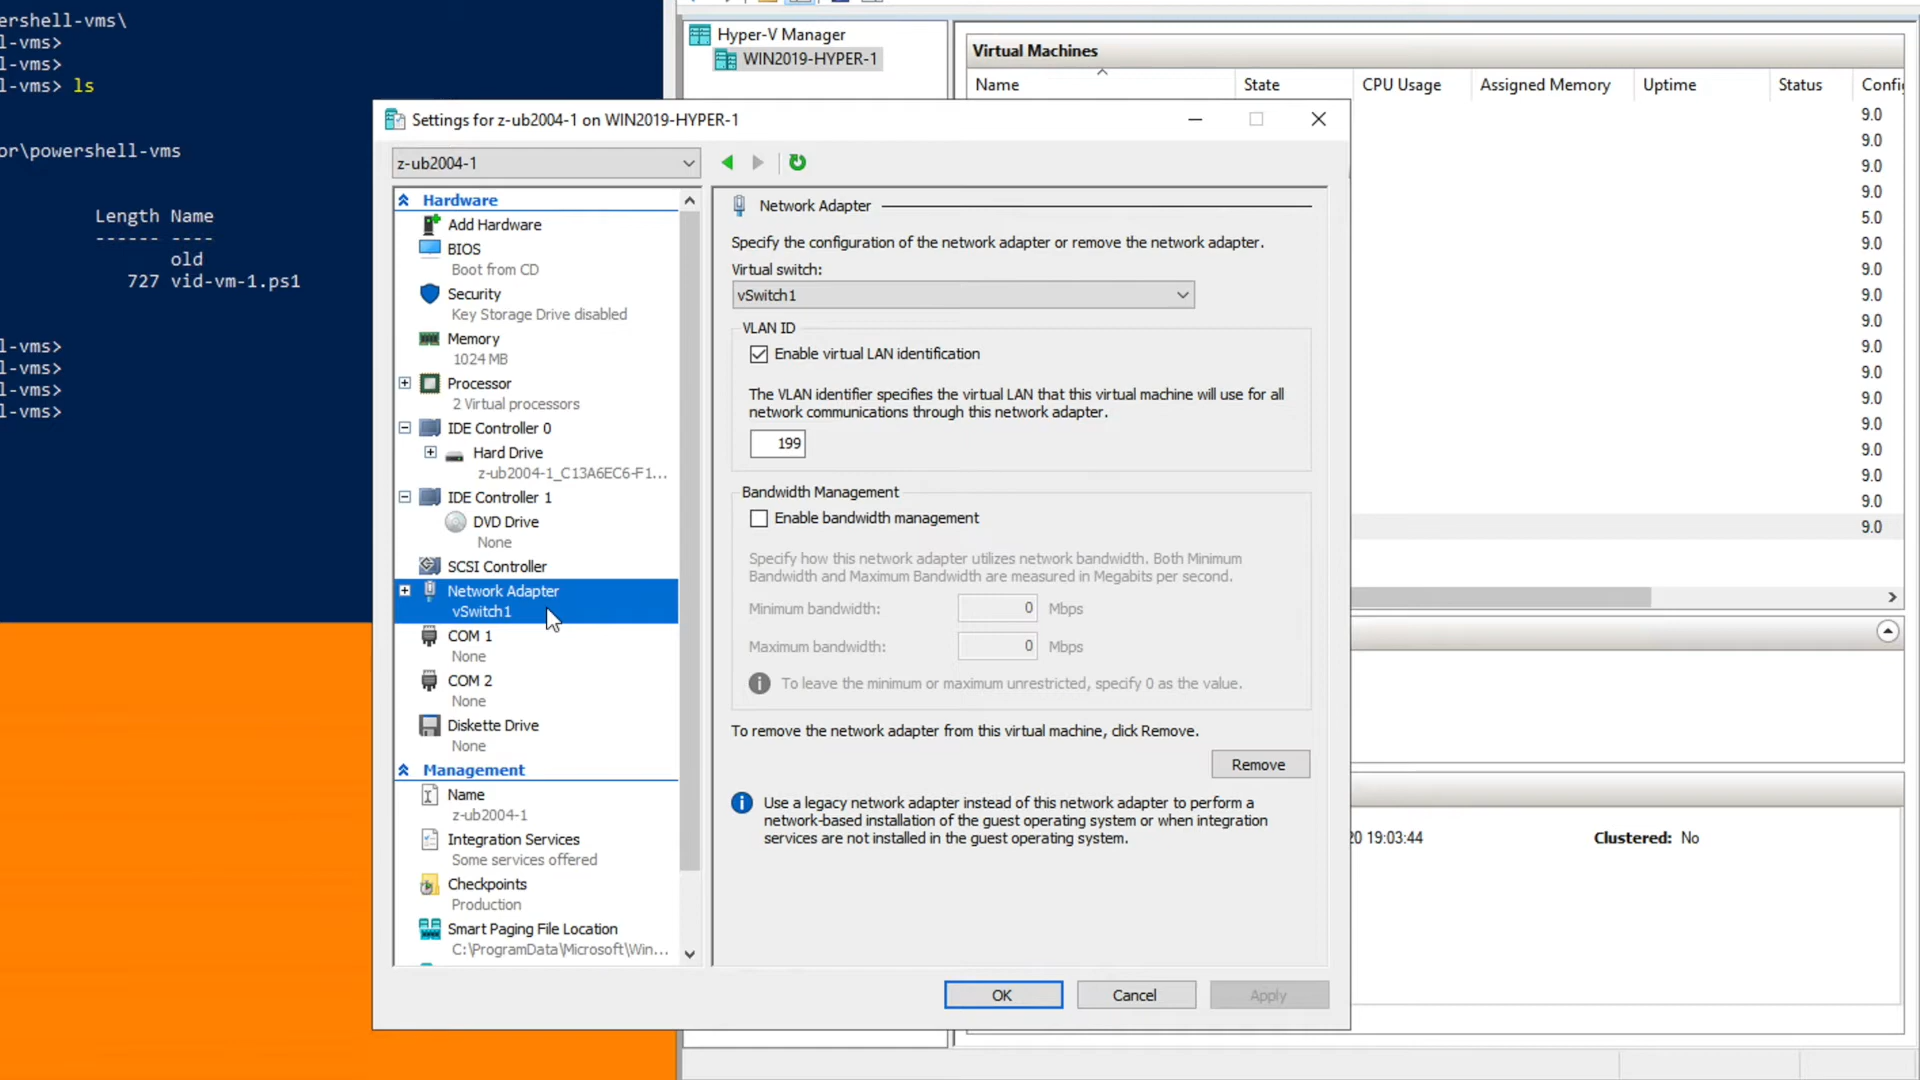 ershell-vms\
l-vms>
l-vms>
l-vms> ls
or\powershell-vms
Length Name
------ ----
old
727 vid-vm-1.ps1
l-vms>
l-vms>
l-vms>
l-vms>
Hyper-V Manager
WIN2019-HYPER-1
Virtual Machines
Name State CPU Usage Assigned Memory Uptime Status Config
9.0
9.0
9.0
9.0
5.0
9.0
9.0
9.0
9.0
9.0
9.0
9.0
9.0
9.0
9.0
9.0
9.0
Settings for z-ub2004-1 on WIN2019-HYPER-1
z-ub2004-1
Hardware
Add Hardware
BIOS
Boot from CD
Security
Key Storage Drive disabled
Memory
1024 MB
Processor
2 Virtual processors
IDE Controller 0
Hard Drive
z-ub2004-1_C13A6EC6-F1...
IDE Controller 1
DVD Drive
None
SCSI Controller
Network Adapter
vSwitch1
COM 1
None
COM 2
None
Diskette Drive
None
Management
Name
z-ub2004-1
Integration Services
Some services offered
Checkpoints
Production
Smart Paging File Location
C:\ProgramData\Microsoft\Win...
Network Adapter
Specify the configuration of the network adapter or remove the network adapter.
Virtual switch:
vSwitch1
VLAN ID
Enable virtual LAN identification
The VLAN identifier specifies the virtual LAN that this virtual machine will use for all
network communications through this network adapter.
199
Bandwidth Management
Enable bandwidth management
Specify how this network adapter utilizes network bandwidth. Both Minimum
Bandwidth and Maximum Bandwidth are measured in Megabits per second.
Minimum bandwidth: 0 Mbps
Maximum bandwidth: 0 Mbps
To leave the minimum or maximum unrestricted, specify 0 as the value.
To remove the network adapter from this virtual machine, click Remove.
Remove
Use a legacy network adapter instead of this network adapter to perform a
network-based installation of the guest operating system or when integration
services are not installed in the guest operating system.
OK Cancel Apply
20 19:03:44 Clustered: No